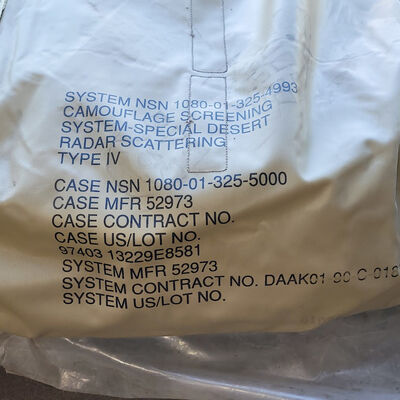 SYSTEM NSN 1080-01-325-4993
CAMOUFLAGE SCREENING
SYSTEM-SPECIAL DESERT
RADAR SCATTERING
TYPE IV
CASE NSN 1080-01-325-5000
CASE MFR 52973
CASE CONTRACT NO.
CASE US/LOT NO.
97403 13229E8581
SYSTEM MFR 52973
SYSTEM CONTRACT NO. DAAK01 90 C 018
SYSTEM US/LOT NO.